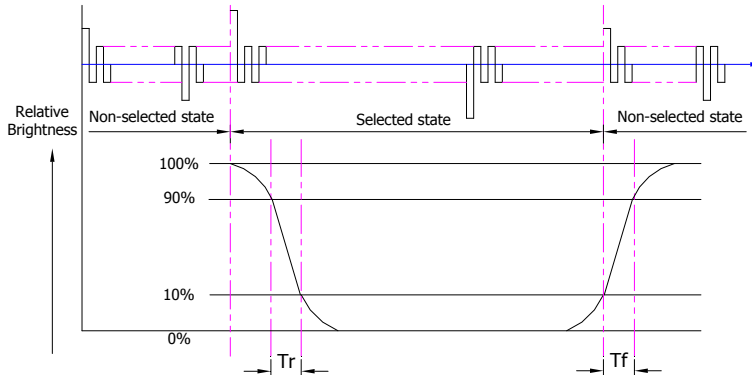 Relative
Brightness
Non-selected state
Selected state
Non-selected state
100%
90%
10%
0%
Tr
Tf